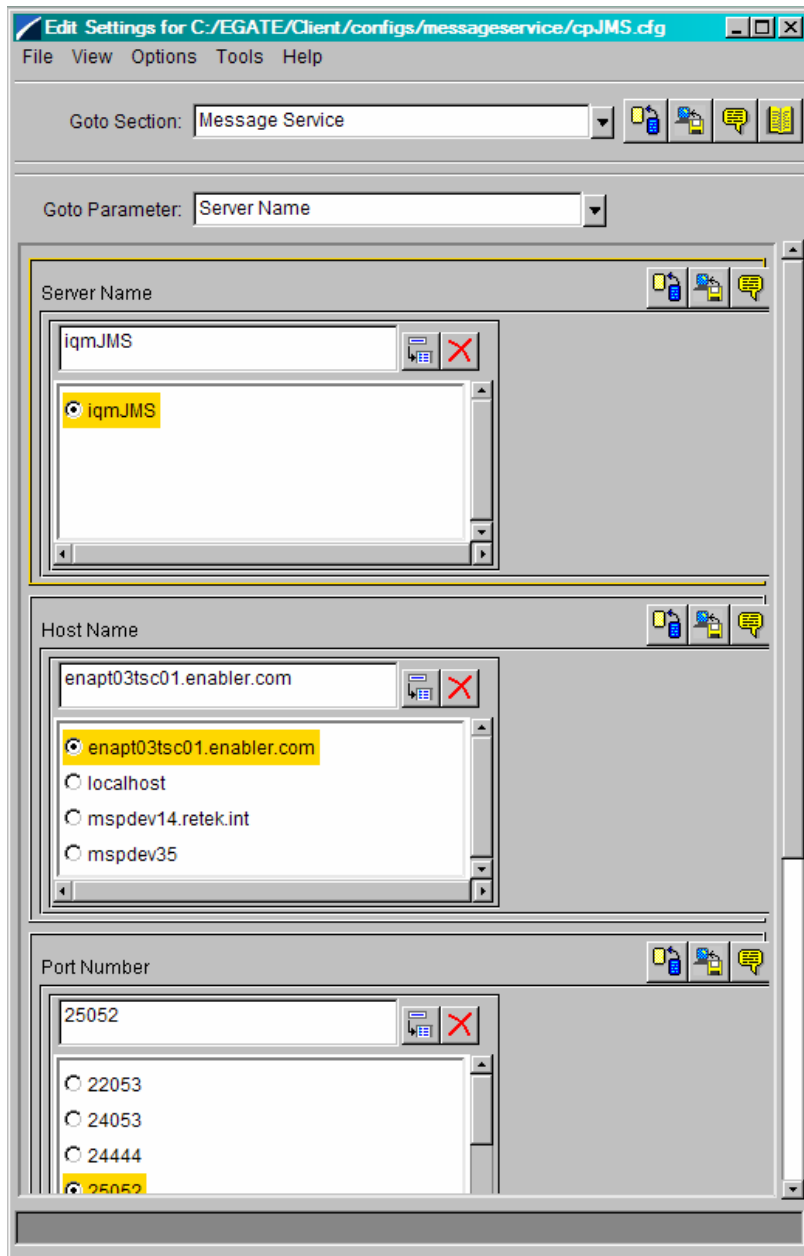 Edit Settings for C:/EGATE/Client/configs/messageservice/cpJMS.cfg
File View Options Tools Help
Goto Section: Message Service
Goto Parameter: Server Name
Server Name
iqmJMS
iqmJMS
Host Name
enapt03tsc01.enabler.com
enapt03tsc01.enabler.com
localhost
mspdev14.retek.int
mspdev35
Port Number
25052
22053
24053
24444
25052